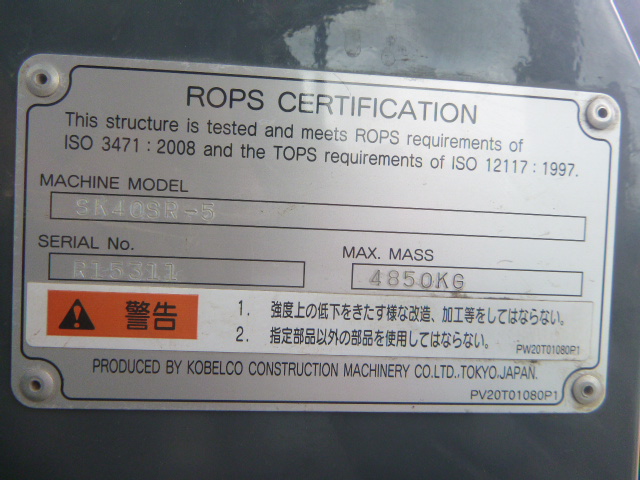 ROPS CERTIFICATION
This structure is tested and meets ROPS requirements of
ISO 3471 : 2008 and the TOPS requirements of ISO 12117 : 1997.
MACHINE MODEL
SK40SR-5
SERIAL No.
R15311
MAX. MASS
4850KG
警告
1. 強度上の低下をきたす様な改造、加工等をしてはならない。
2. 指定部品以外の部品を使用してはならない。
PW20T01080P1
PRODUCED BY KOBELCO CONSTRUCTION MACHINERY CO.LTD.,TOKYO.JAPAN.
PV20T01080P1